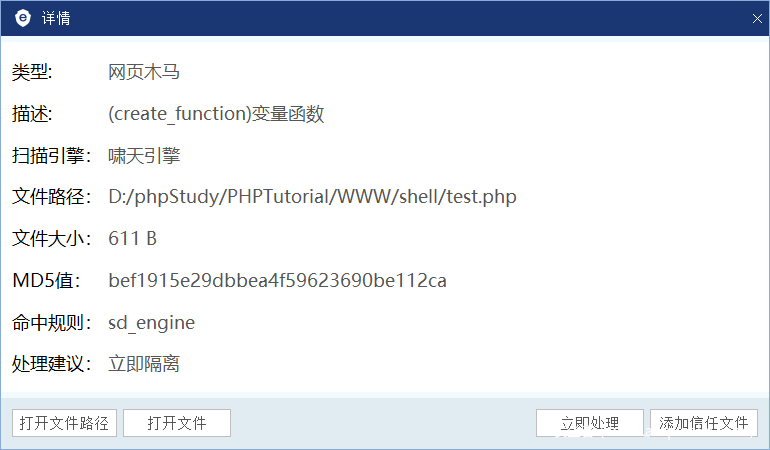 详情
类型: 网页木马
描述: (create_function)变量函数
扫描引擎: 啸天引擎
文件路径: D:/phpStudy/PHPTutorial/WWW/shell/test.php
文件大小: 611 B
MD5值: bef1915e29dbbea4f59623690be112ca
命中规则: sd_engine
处理建议: 立即隔离
打开文件路径 打开文件 立即处理 添加信任文件